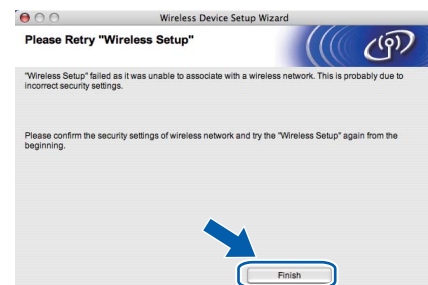 Wireless Device Setup Wizard
Please Retry "Wireless Setup"
"Wireless Setup" failed as it was unable to associate with a wireless network. This is probably due to
incorrect security settings.
Please confirm the security settings of wireless network and try the "Wireless Setup" again from the
beginning.
Finish